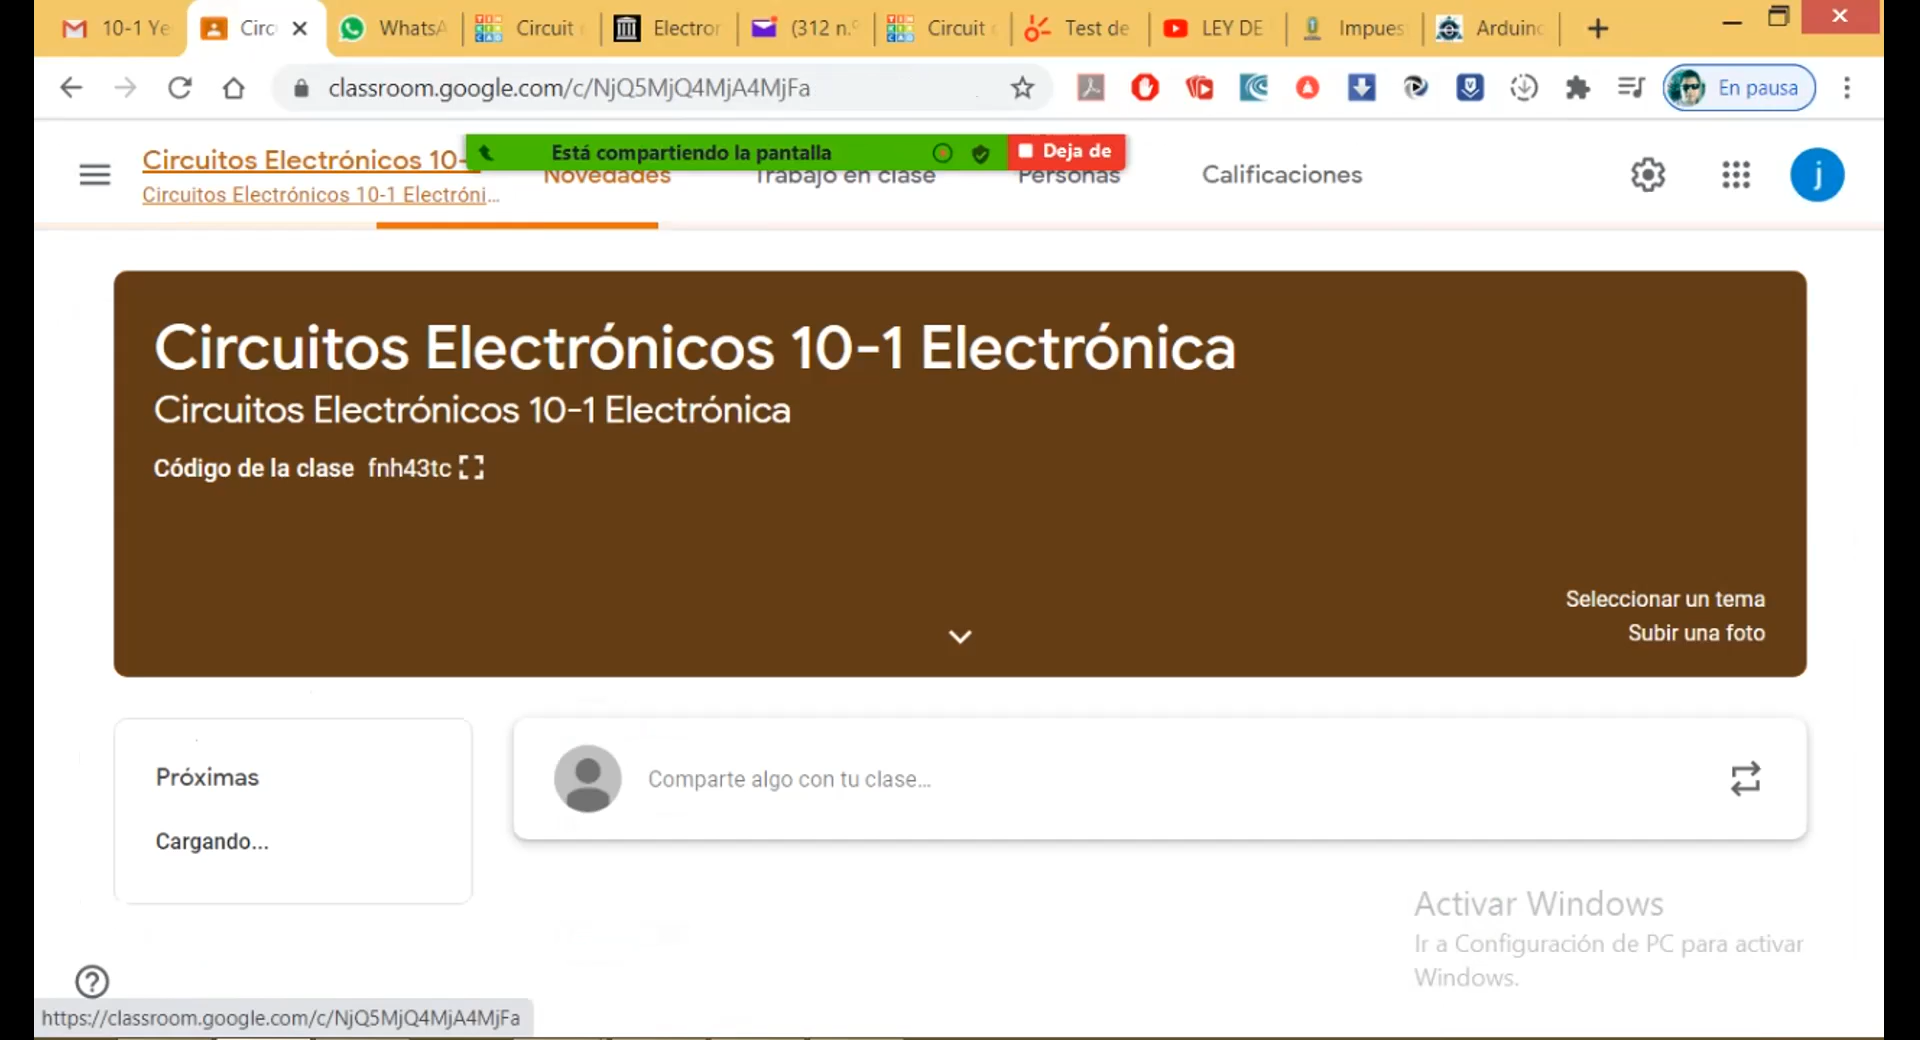 10-1 Ye
Circ
WhatsA
Circuit
Electror
(312 n.º
Circuit
Test de
LEY DE
Impues
Arduino
classroom.google.com/c/NjQ5MjQ4MjA4MjFa
En pausa
Circuitos Electrónicos 10-
Circuitos Electrónicos 10-1 Electróni...
Está compartiendo la pantalla
Deja de
Novedades
Trabajo en clase
Personas
Calificaciones
j
Circuitos Electrónicos 10-1 Electrónica
Circuitos Electrónicos 10-1 Electrónica
Código de la clase fnh43tc
Seleccionar un tema
Subir una foto
Próximas
Cargando...
Comparte algo con tu clase...
Activar Windows
Ir a Configuración de PC para activar
Windows.
https://classroom.google.com/c/NjQ5MjQ4MjA4MjFa